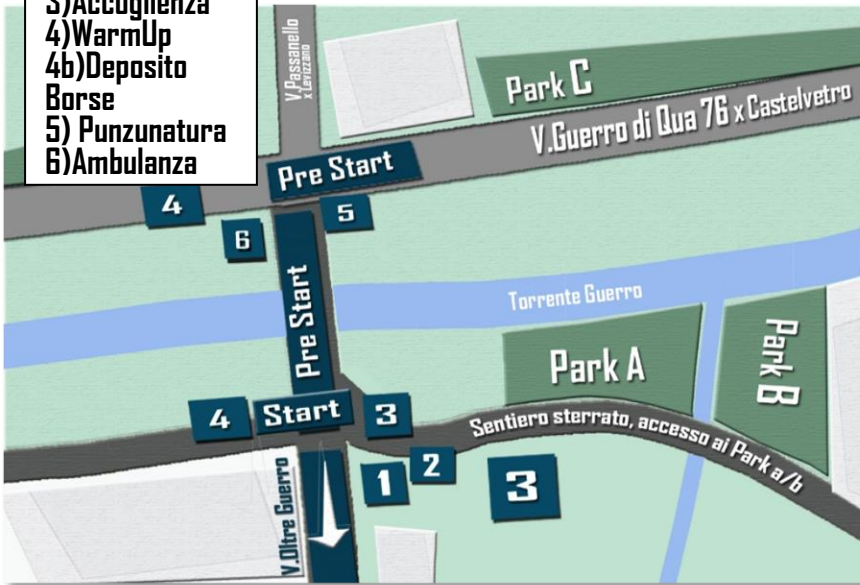 3)Accoglienza
4)WarmUp
4b)Deposito
Borse
5) Punzunatura
6)Ambulanza
V.Passanello
x Levizzano
Park C
V.Guerro di Qua 76 x Castelvetro
Pre Start
4
5
6
Pre Start
Torrente Guerro
Park A
Park B
4
Start
3
Sentiero sterrato, accesso ai Park a/b
1
2
3
V.Oltre Guerro